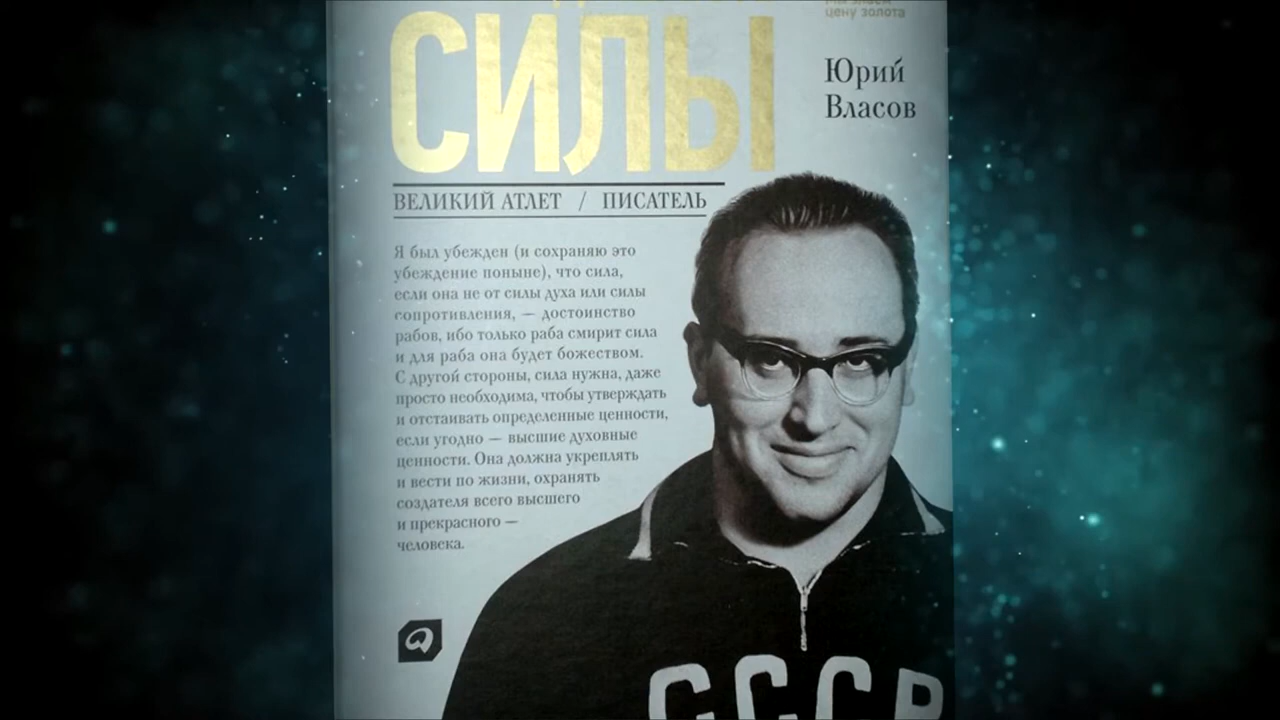 СИЛЫ
цену золота
Юрий
Власов
ВЕЛИКИЙ АТЛЕТ / ПИСАТЕЛЬ
Я был убежден (и сохраняю это
убеждение поныне), что сила,
если она не от силы духа или силы
сопротивления, — достоинство
рабов, ибо только раба смирит сила
и для раба она будет божеством.
С другой стороны, сила нужна, даже
просто необходима, чтобы утверждать
и отстаивать определенные ценности,
если угодно — высшие духовные
ценности. Она должна укреплять
и вести по жизни, охранять
создателя всего высшего
и прекрасного —
человека.
СССР